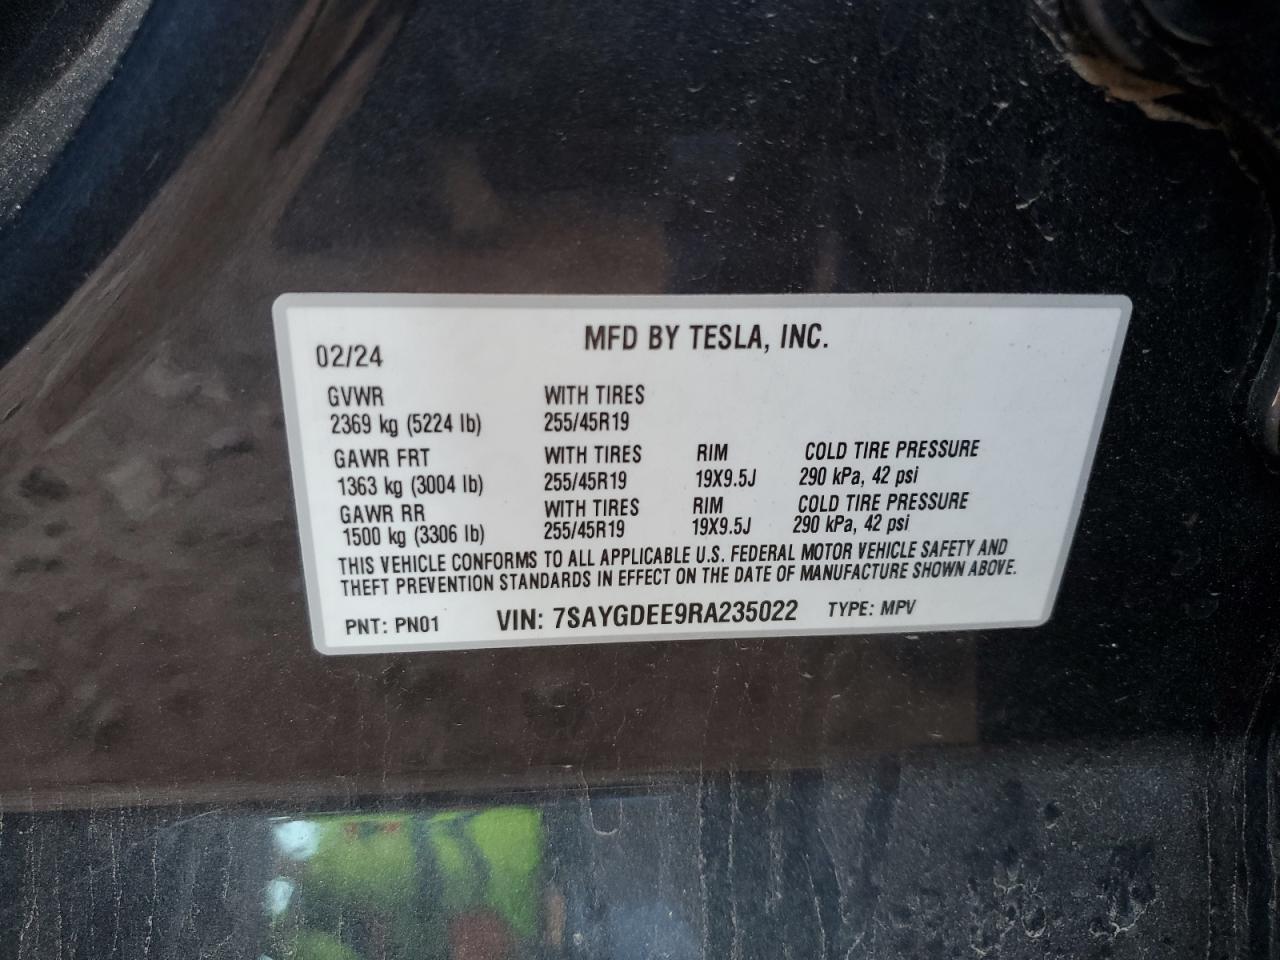 MFD BY TESLA, INC.
02/24
GVWR WITH TIRES
2369 kg (5224 lb) 255/45R19
GAWR FRT WITH TIRES RIM COLD TIRE PRESSURE
1363 kg (3004 lb) 255/45R19 19X9.5J 290 kPa, 42 psi
GAWR RR WITH TIRES RIM COLD TIRE PRESSURE
1500 kg (3306 lb) 255/45R19 19X9.5J 290 kPa, 42 psi
THIS VEHICLE CONFORMS TO ALL APPLICABLE U.S. FEDERAL MOTOR VEHICLE SAFETY AND
THEFT PREVENTION STANDARDS IN EFFECT ON THE DATE OF MANUFACTURE SHOWN ABOVE.
PNT: PN01 VIN: 7SAYGDEE9RA235022 TYPE: MPV